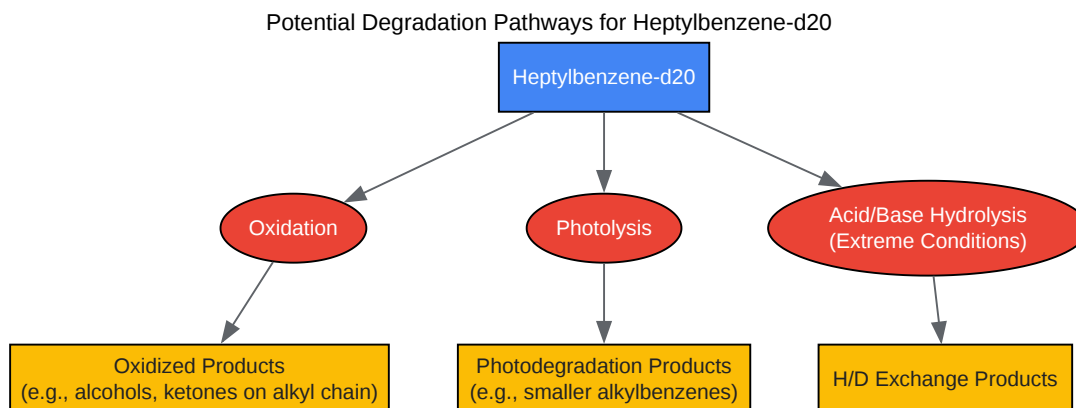 Potential Degradation Pathways for Heptylbenzene-d20
Heptylbenzene-d20
Oxidation
Photolysis
Acid/Base Hydrolysis
(Extreme Conditions)
Oxidized Products
(e.g., alcohols, ketones on alkyl chain)
Photodegradation Products
(e.g., smaller alkylbenzenes)
H/D Exchange Products